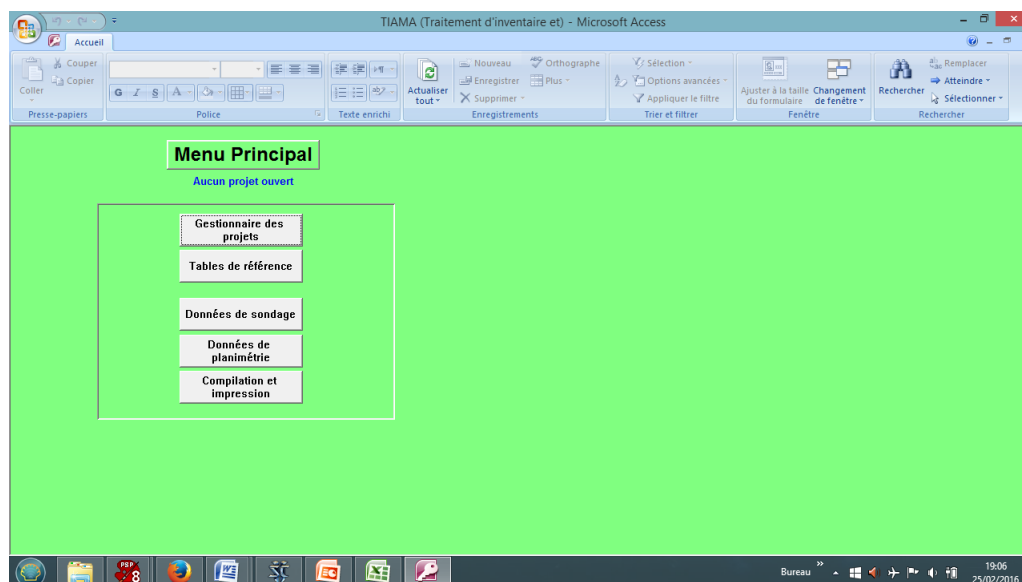 TIAMA (Traitement d'inventaire et) - Microsoft Access
Accueil
Couper
Copier
Coller
Presse-papiers
G I S A
Police
Texte enrichi
Actualiser
tout
Nouveau
Enregistrer
Supprimer
Orthographe
Plus
Enregistrements
Sélection
Options avancées
Appliquer le filtre
Trier et filtrer
Ajuster à la taille
du formulaire
Changement
de fenêtre
Fenêtre
Rechercher
Remplacer
Atteindre
Sélectionner
Rechercher
Menu Principal
Aucun projet ouvert
Gestionnaire des
projets
Tables de référence
Données de sondage
Données de
planimétrie
Compilation et
impression
PSP
8
Bureau
19:06
25/02/2016